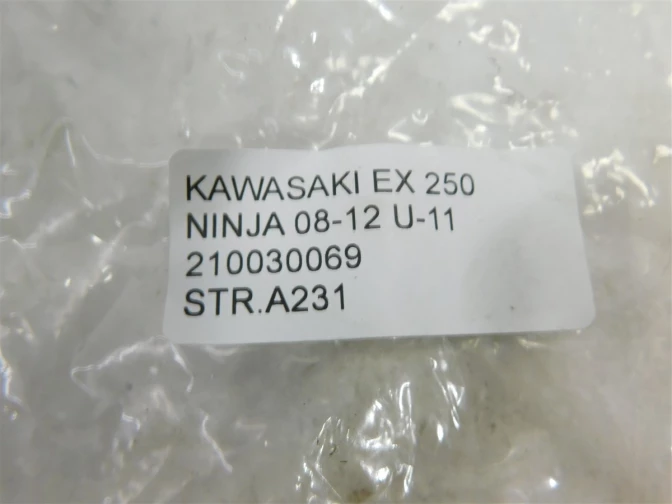 KAWASAKI EX 250
NINJA 08-12 U-11
210030069
STR.A231